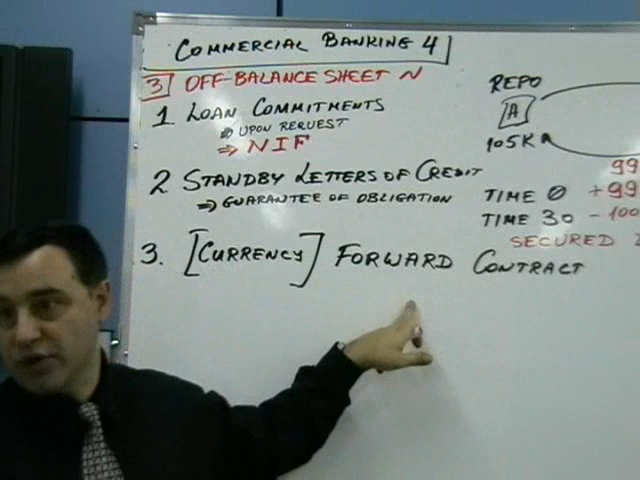 COMMERCIAL BANKING 4
3] OFF-BALANCE SHEET N
1 LOAN COMMITMENTS
⇒ UPON REQUEST
⇒ NIF
2 STANDBY LETTERS OF CREDIT
⇒ GUARANTEE OF OBLIGATION
3. [CURRENCY] FORWARD CONTRACT
REPO
A
105K
99
TIME 0 +99
TIME 30 -100
SECURED